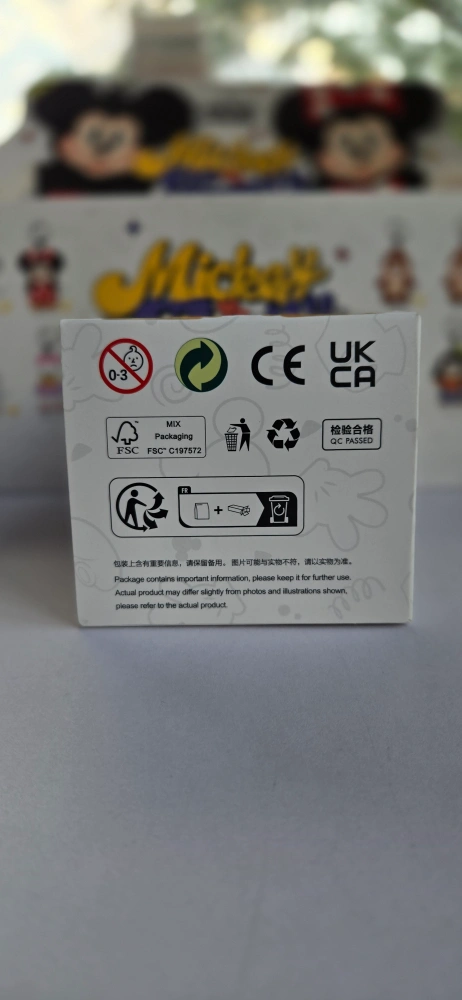 Mickey
0-3
CE
UK
CA
FSC
MIX
Packaging
FSC™ C197572
检验合格
QC PASSED
FR
+
包装上含有重要信息，请保留备用。图片可能与实物不符，请以实物为准。
Package contains important information, please keep it for further use.
Actual product may differ slightly from photos and illustrations shown,
please refer to the actual product.